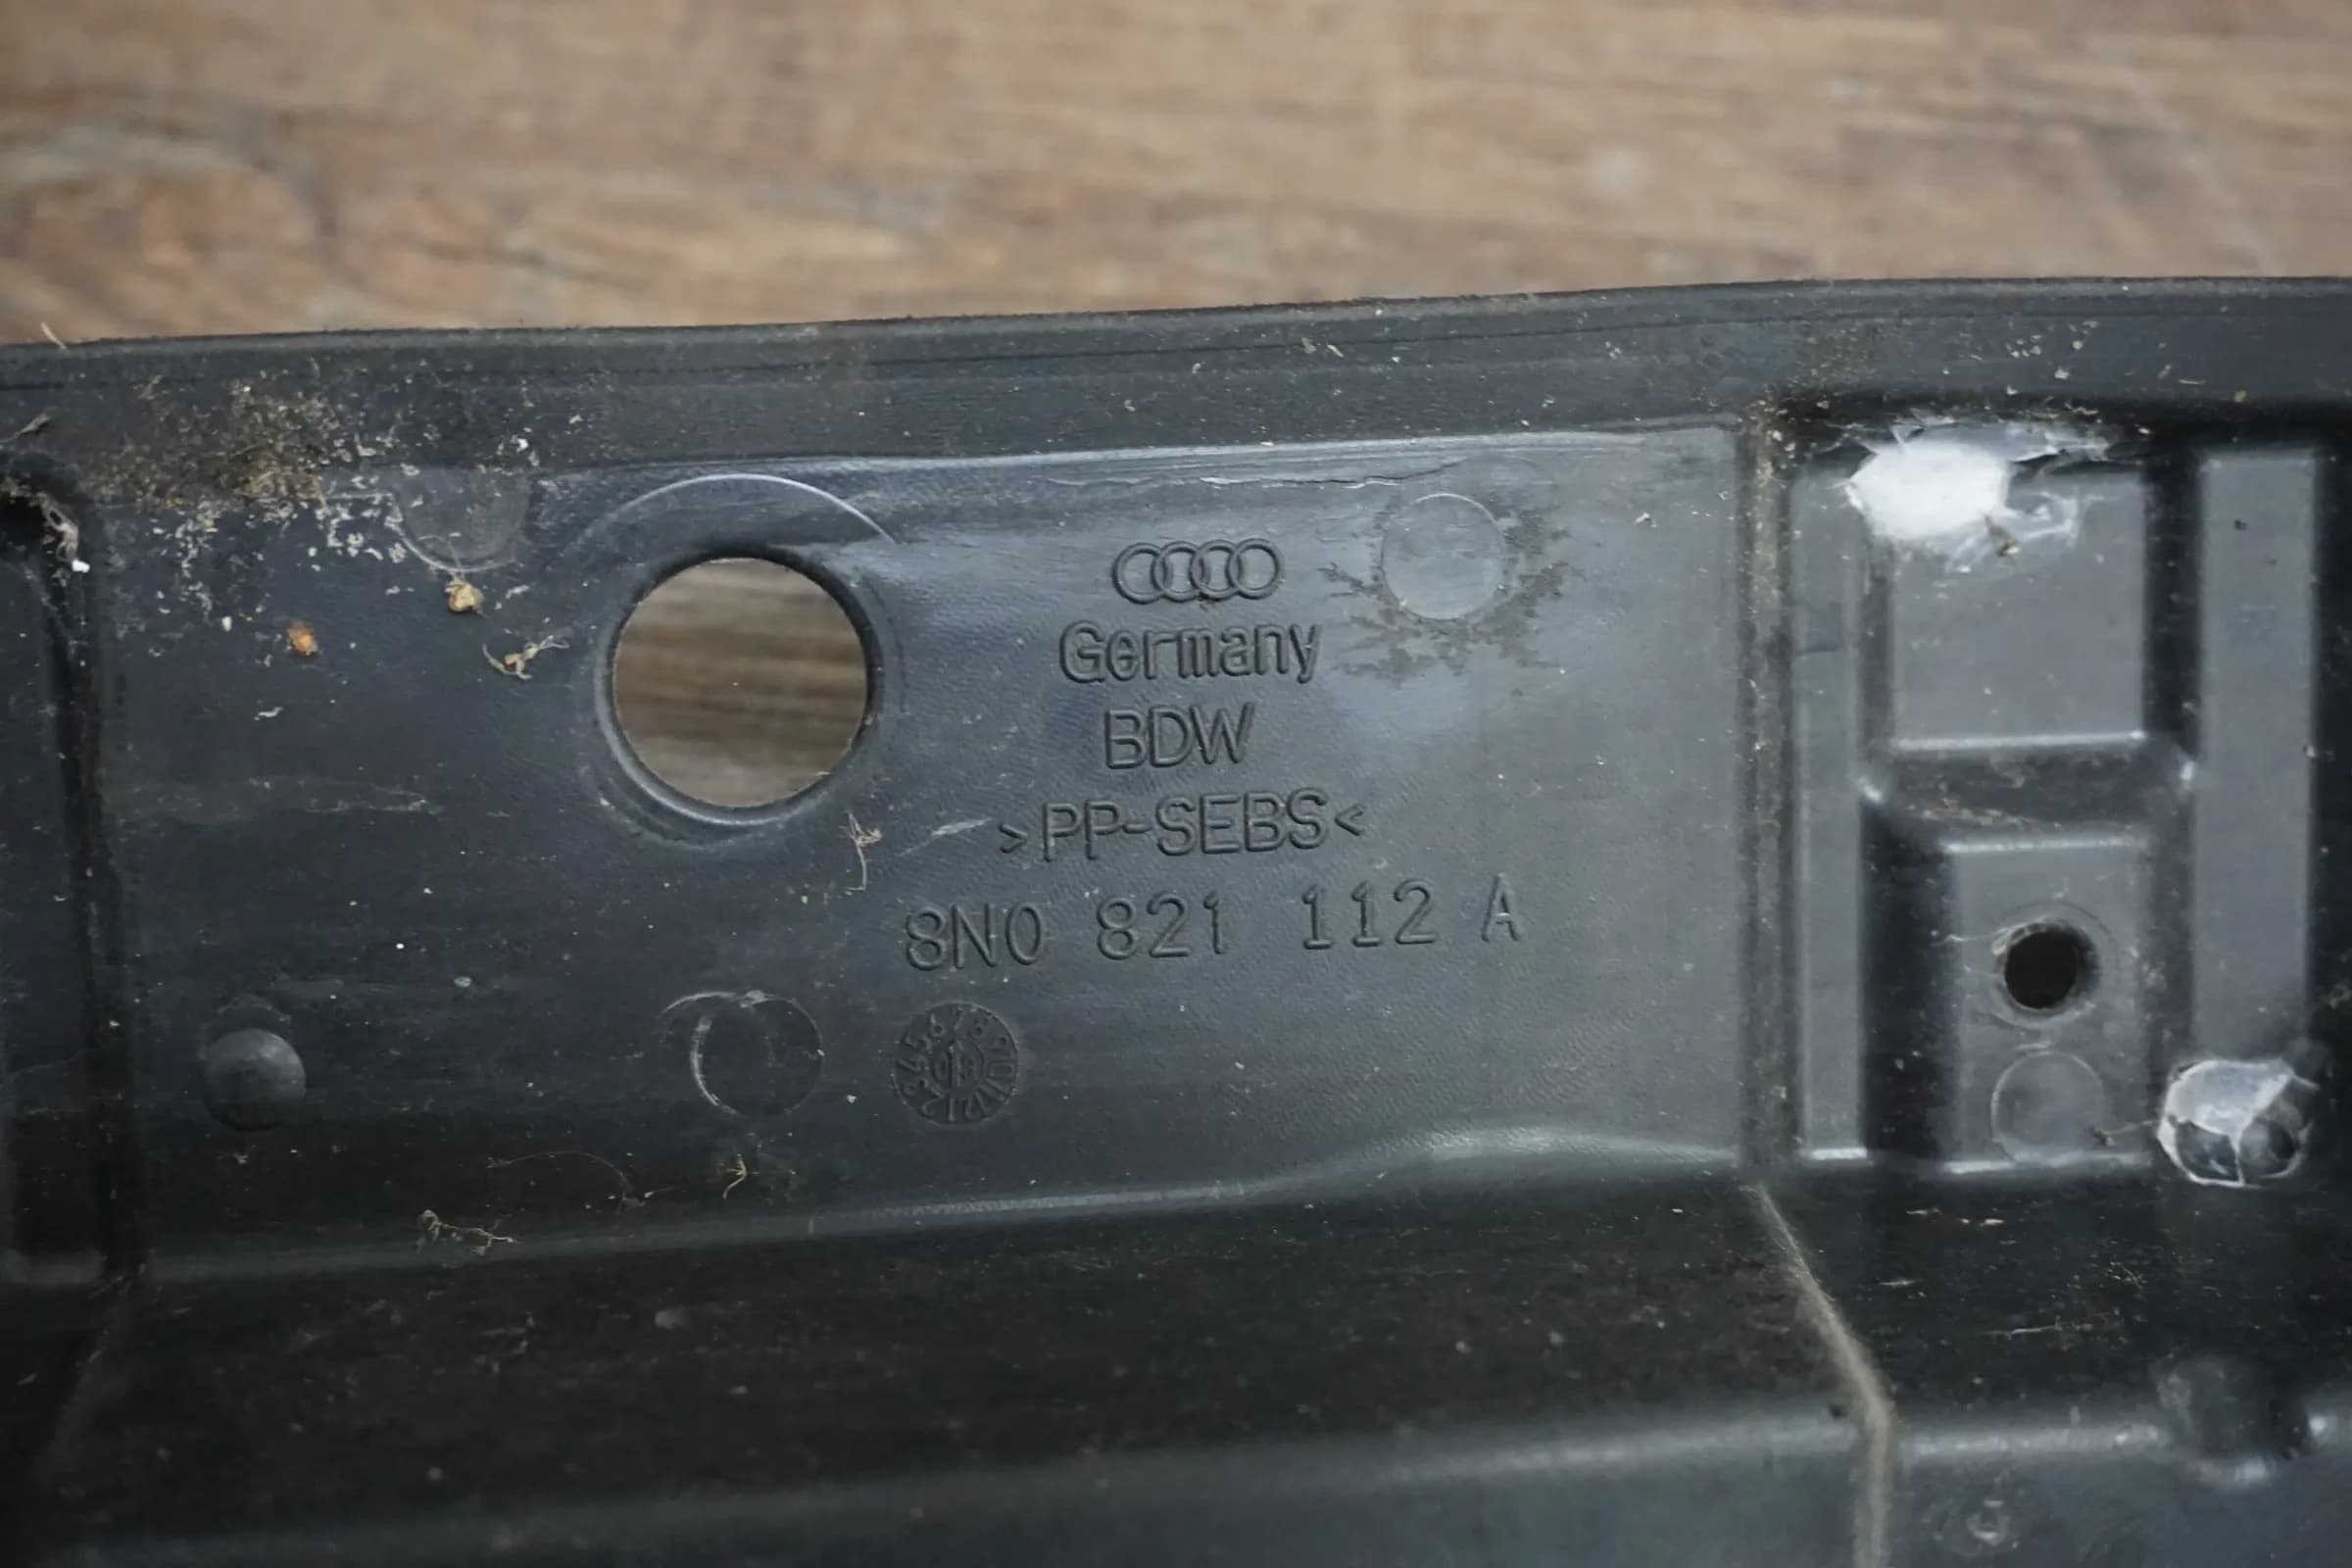 Germany
BDW
>PP-SEBS<
8N0 821 112 A